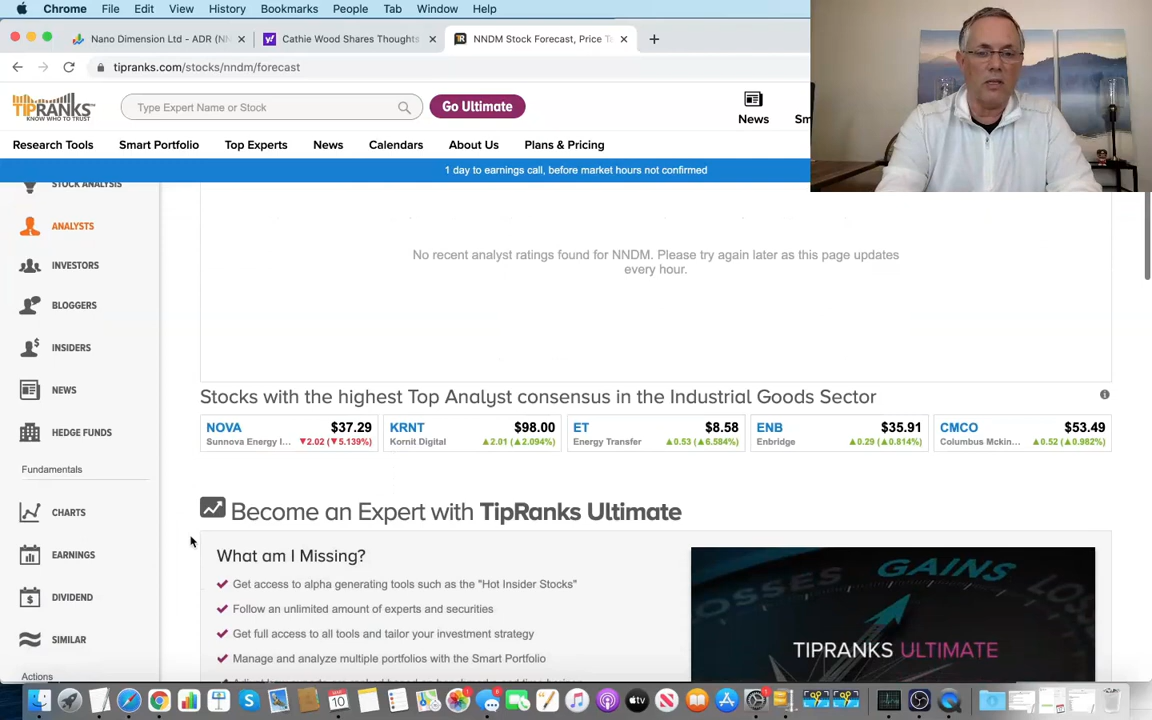 Chrome File Edit View History Bookmarks People Tab Window Help
Nano Dimension Ltd - ADR (NN
Cathie Wood Shares Thoughts
NNDM Stock Forecast, Price Ta
tipranks.com/stocks/nndm/forecast
TIPRANKS
KNOW WHO TO TRUST
Type Expert Name or Stock
Go Ultimate
News
Sm
Research Tools Smart Portfolio Top Experts News Calendars About Us Plans & Pricing
1 day to earnings call, before market hours not confirmed
STOCK ANALYSIS
ANALYSTS
INVESTORS
BLOGGERS
INSIDERS
NEWS
HEDGE FUNDS
Fundamentals
CHARTS
EARNINGS
DIVIDEND
SIMILAR
Actions
No recent analyst ratings found for NNDM. Please try again later as this page updates
every hour.
Stocks with the highest Top Analyst consensus in the Industrial Goods Sector
NOVA $37.29
Sunnova Energy I... ▼2.02 (▼5.139%)
KRNT $98.00
Kornit Digital ▲2.01 (▲2.094%)
ET $8.58
Energy Transfer ▲0.53 (▲6.584%)
ENB $35.91
Enbridge ▲0.29 (▲0.814%)
CMCO $53.49
Columbus Mckin... ▲0.52 (▲0.982%)
Become an Expert with TipRanks Ultimate
What am I Missing?
Get access to alpha generating tools such as the "Hot Insider Stocks"
Follow an unlimited amount of experts and securities
Get full access to all tools and tailor your investment strategy
Manage and analyze multiple portfolios with the Smart Portfolio
LOSSES GAINS
TIPRANKS ULTIMATE